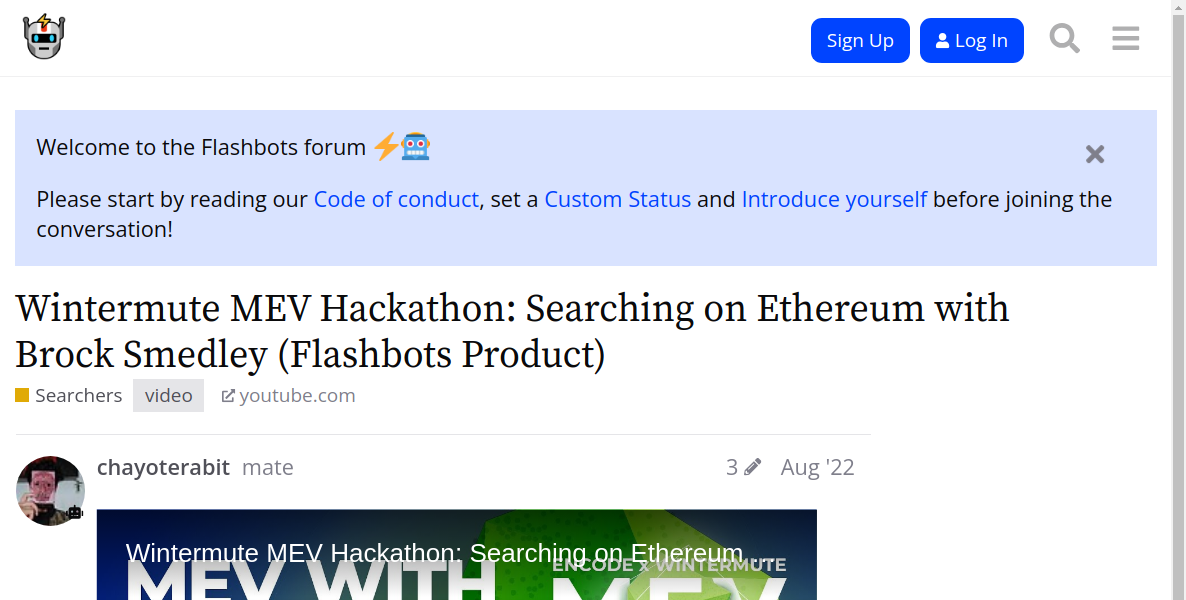 Sign Up
Log In
Welcome to the Flashbots forum
Please start by reading our Code of conduct, set a Custom Status and Introduce yourself before joining the
conversation!
Wintermute MEV Hackathon: Searching on Ethereum with
Brock Smedley (Flashbots Product)
Searchers video youtube.com
chayoterabit mate 3 Aug '22
Wintermute MEV Hackathon: Searching on Ethereum ...
ENCODE x WINTERMUTE
MEV WITH
MEV